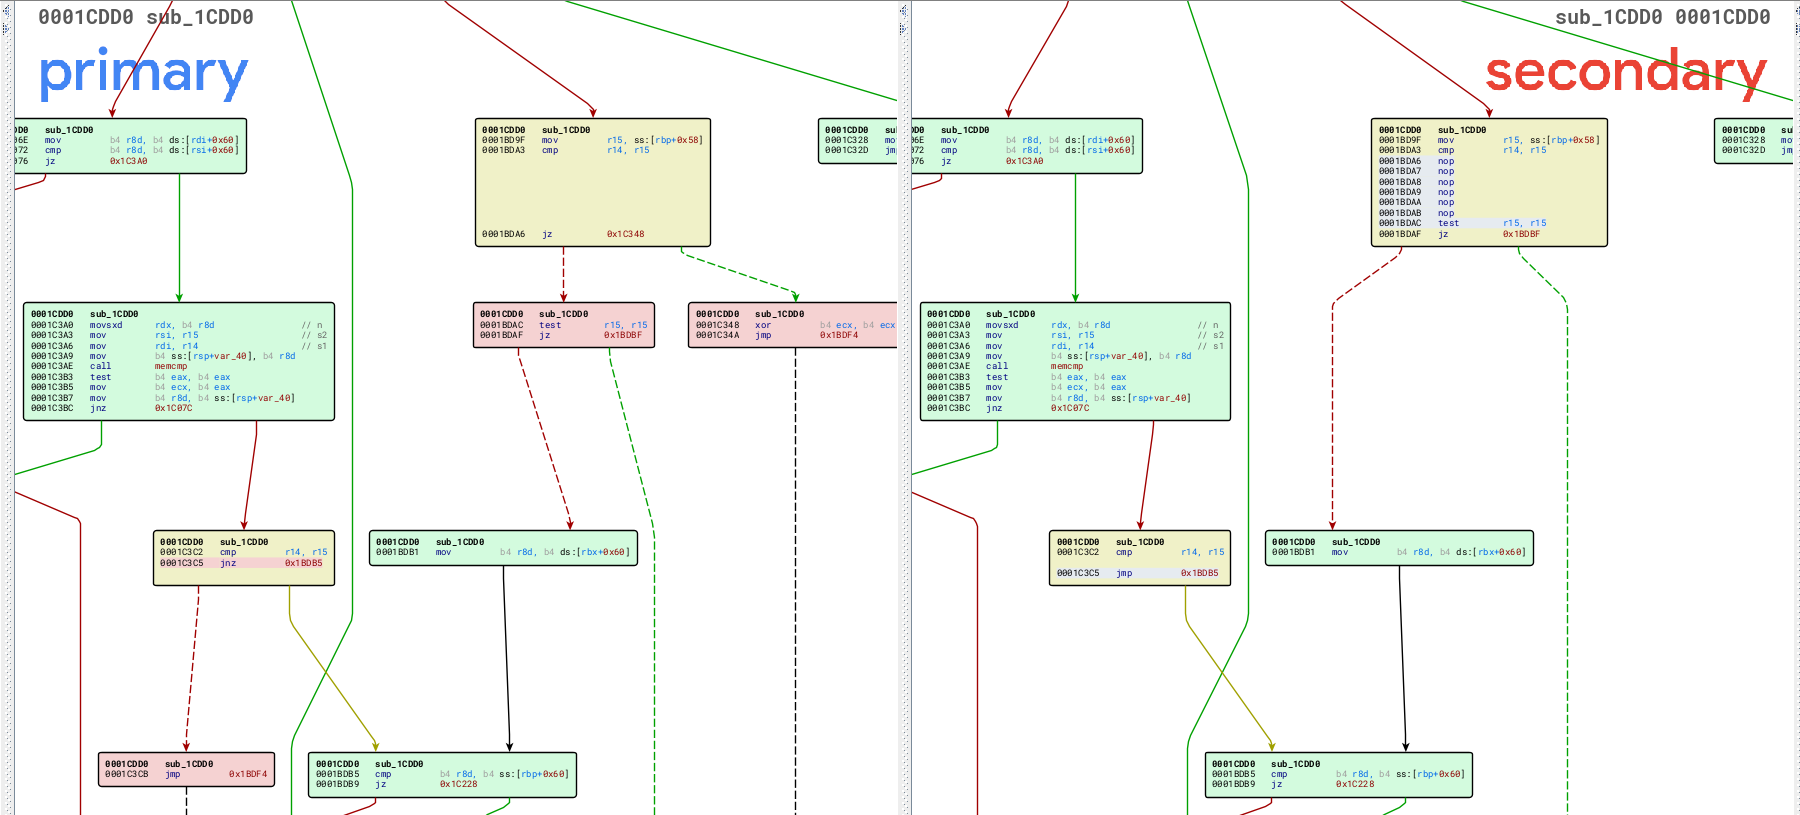 0001CDD0 sub_1CDD0
primary
DD0 sub_1CDD0
06E mov b4 r8d, b4 ds:[rdi+0x60]
072 cmp b4 r8d, b4 ds:[rsi+0x60]
076 jz 0x1C3A0
0001CDD0 sub_1CDD0
0001BD9F mov r15, ss:[rbp+0x58]
0001BDA3 cmp r14, r15
0001BDA6 jz 0x1C348
0001CDD0 su
0001C328 mo
0001C32D jm
0001CDD0 sub_1CDD0
0001C3A0 movsxd rdx, b4 r8d // n
0001C3A3 mov rsi, r15 // s2
0001C3A6 mov rdi, r14 // s1
0001C3A9 mov b4 ss:[rsp+var_40], b4 r8d
0001C3AE call memcmp
0001C3B3 test b4 eax, b4 eax
0001C3B5 mov b4 ecx, b4 eax
0001C3B7 mov b4 r8d, b4 ss:[rsp+var_40]
0001C3BC jnz 0x1C07C
0001CDD0 sub_1CDD0
0001BDAC test r15, r15
0001BDAF jz 0x1BDBF
0001CDD0 sub_1CDD0
0001C348 xor b4 ecx, b4 ecx
0001C34A jmp 0x1BDF4
0001CDD0 sub_1CDD0
0001C3C2 cmp r14, r15
0001C3C5 jnz 0x1BDB5
0001CDD0 sub_1CDD0
0001BDB1 mov b4 r8d, b4 ds:[rbx+0x60]
0001CDD0 sub_1CDD0
0001C3CB jmp 0x1BDF4
0001CDD0 sub_1CDD0
0001BDB5 cmp b4 r8d, b4 ss:[rbp+0x60]
0001BDB9 jz 0x1C228
sub_1CDD0 0001CDD0
secondary
DD0 sub_1CDD0
06E mov b4 r8d, b4 ds:[rdi+0x60]
072 cmp b4 r8d, b4 ds:[rsi+0x60]
076 jz 0x1C3A0
0001CDD0 sub_1CDD0
0001BD9F mov r15, ss:[rbp+0x58]
0001BDA3 cmp r14, r15
0001BDA6 nop
0001BDA7 nop
0001BDA8 nop
0001BDA9 nop
0001BDAA nop
0001BDAB nop
0001BDAC test r15, r15
0001BDAF jz 0x1BDBF
0001CDD0 su
0001C328 mo
0001C32D jm
0001CDD0 sub_1CDD0
0001C3A0 movsxd rdx, b4 r8d // n
0001C3A3 mov rsi, r15 // s2
0001C3A6 mov rdi, r14 // s1
0001C3A9 mov b4 ss:[rsp+var_40], b4 r8d
0001C3AE call memcmp
0001C3B3 test b4 eax, b4 eax
0001C3B5 mov b4 ecx, b4 eax
0001C3B7 mov b4 r8d, b4 ss:[rsp+var_40]
0001C3BC jnz 0x1C07C
0001CDD0 sub_1CDD0
0001C3C2 cmp r14, r15
0001C3C5 jmp 0x1BDB5
0001CDD0 sub_1CDD0
0001BDB1 mov b4 r8d, b4 ds:[rbx+0x60]
0001CDD0 sub_1CDD0
0001BDB5 cmp b4 r8d, b4 ss:[rbp+0x60]
0001BDB9 jz 0x1C228